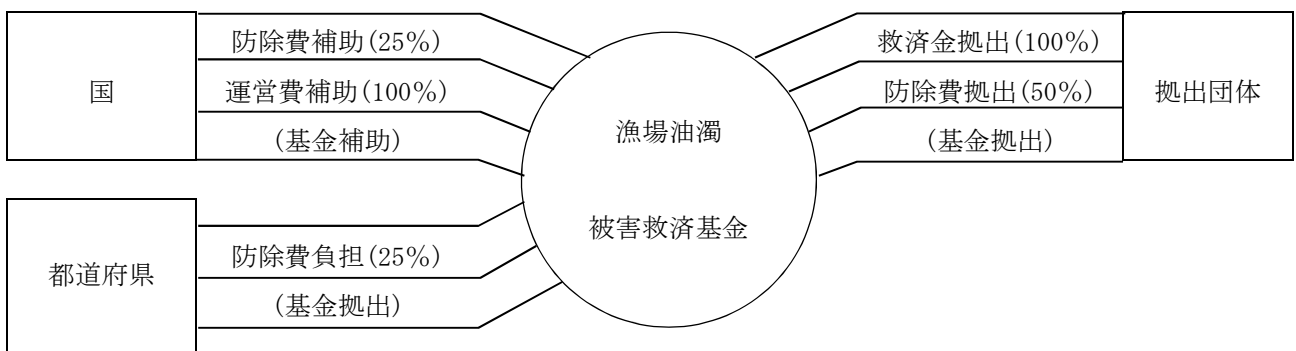 国
防除費補助(25%)
運営費補助(100%)
(基金補助)
都道府県
防除費負担(25%)
(基金拠出)
漁場油濁
被害救済基金
救済金拠出(100%)
防除費拠出(50%)
(基金拠出)
拠出団体